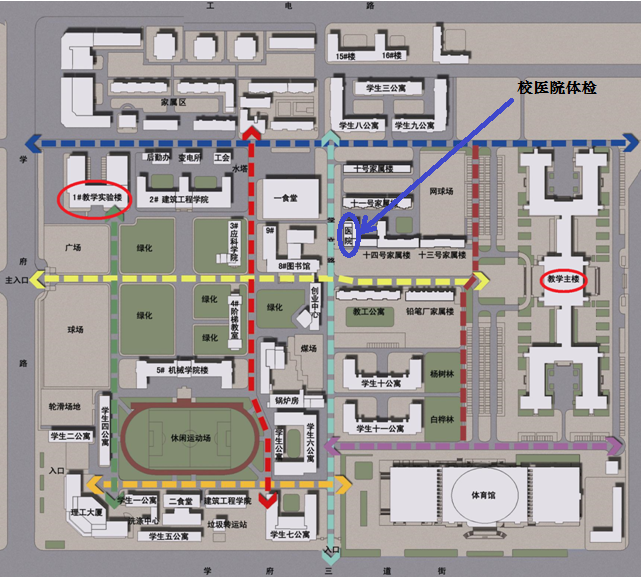 工 电 路
15#楼
16#楼
校医院体检
家属区
学生三公寓
学生八公寓
学生九公寓
学
后勤办
变电所
工会
水塔
十号家属楼
网球场
1#教学实验楼
2# 建筑工程学院
一食堂
十一号家属楼
医院
广场
绿化
3#应科学院
9#
8#图书馆
十四号家属楼
十三号家属楼
府
主入口
教学主楼
绿化
绿化
4#阶梯教室
绿化
创业中心
教工公寓
铅笔厂家属楼
球场
绿化
煤场
路
5# 机械学院楼
学生十公寓
杨树林
轮滑场地
学生四公寓
锅炉房
学生二公寓
休闲运动场
学生六公寓
学生十一公寓
白桦林
入口
理工大厦
学生一公寓
二食堂
建筑工程学院
洗涤中心
垃圾转运站
学生五公寓
学生七公寓
体育馆
入口
学 府 三 道 街